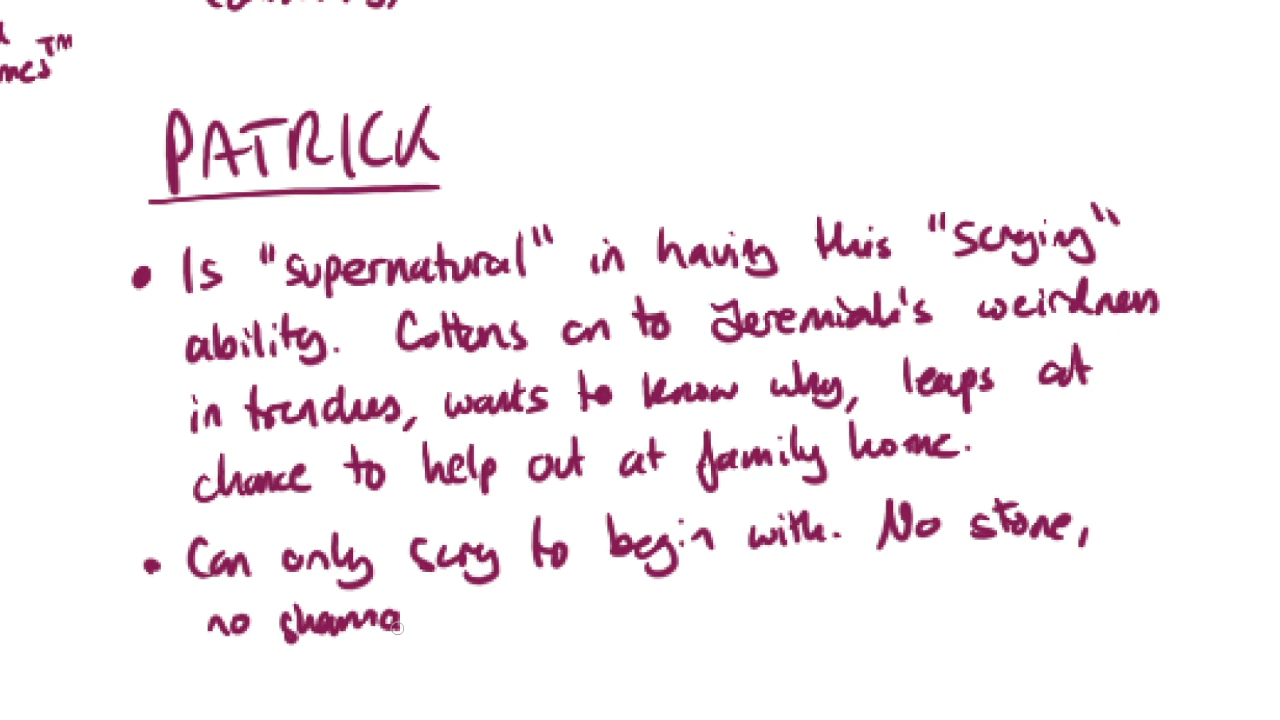 mes™
PATRICK
• Is "supernatural" in having this "scrying"
ability. Cottons on to Jeremiah's weirdness
in trenches, wants to know why, leaps at
chance to help out at family home.
• Can only scry to begin with. No stone,
no shama